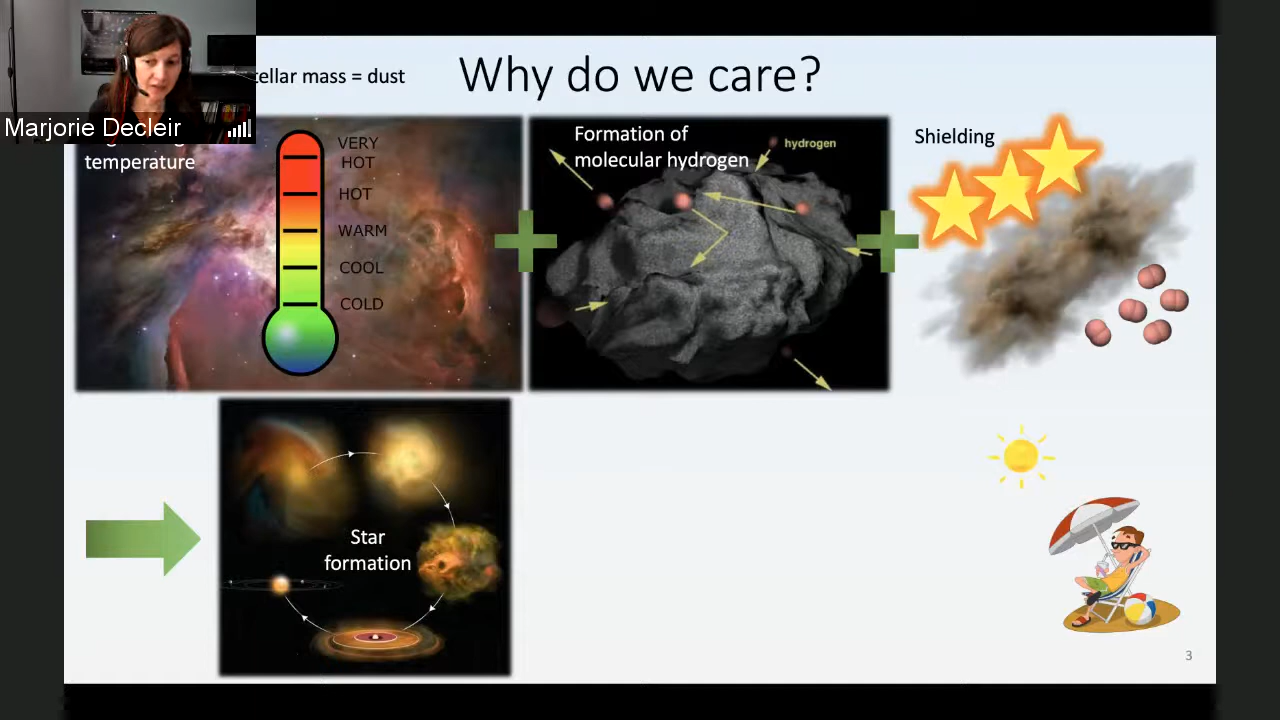 Why do we care?
ellar mass = dust
Marjorie Decleir
temperature
VERY
HOT
HOT
WARM
COOL
COLD
Formation of
molecular hydrogen
hydrogen
Shielding
Star
formation
3